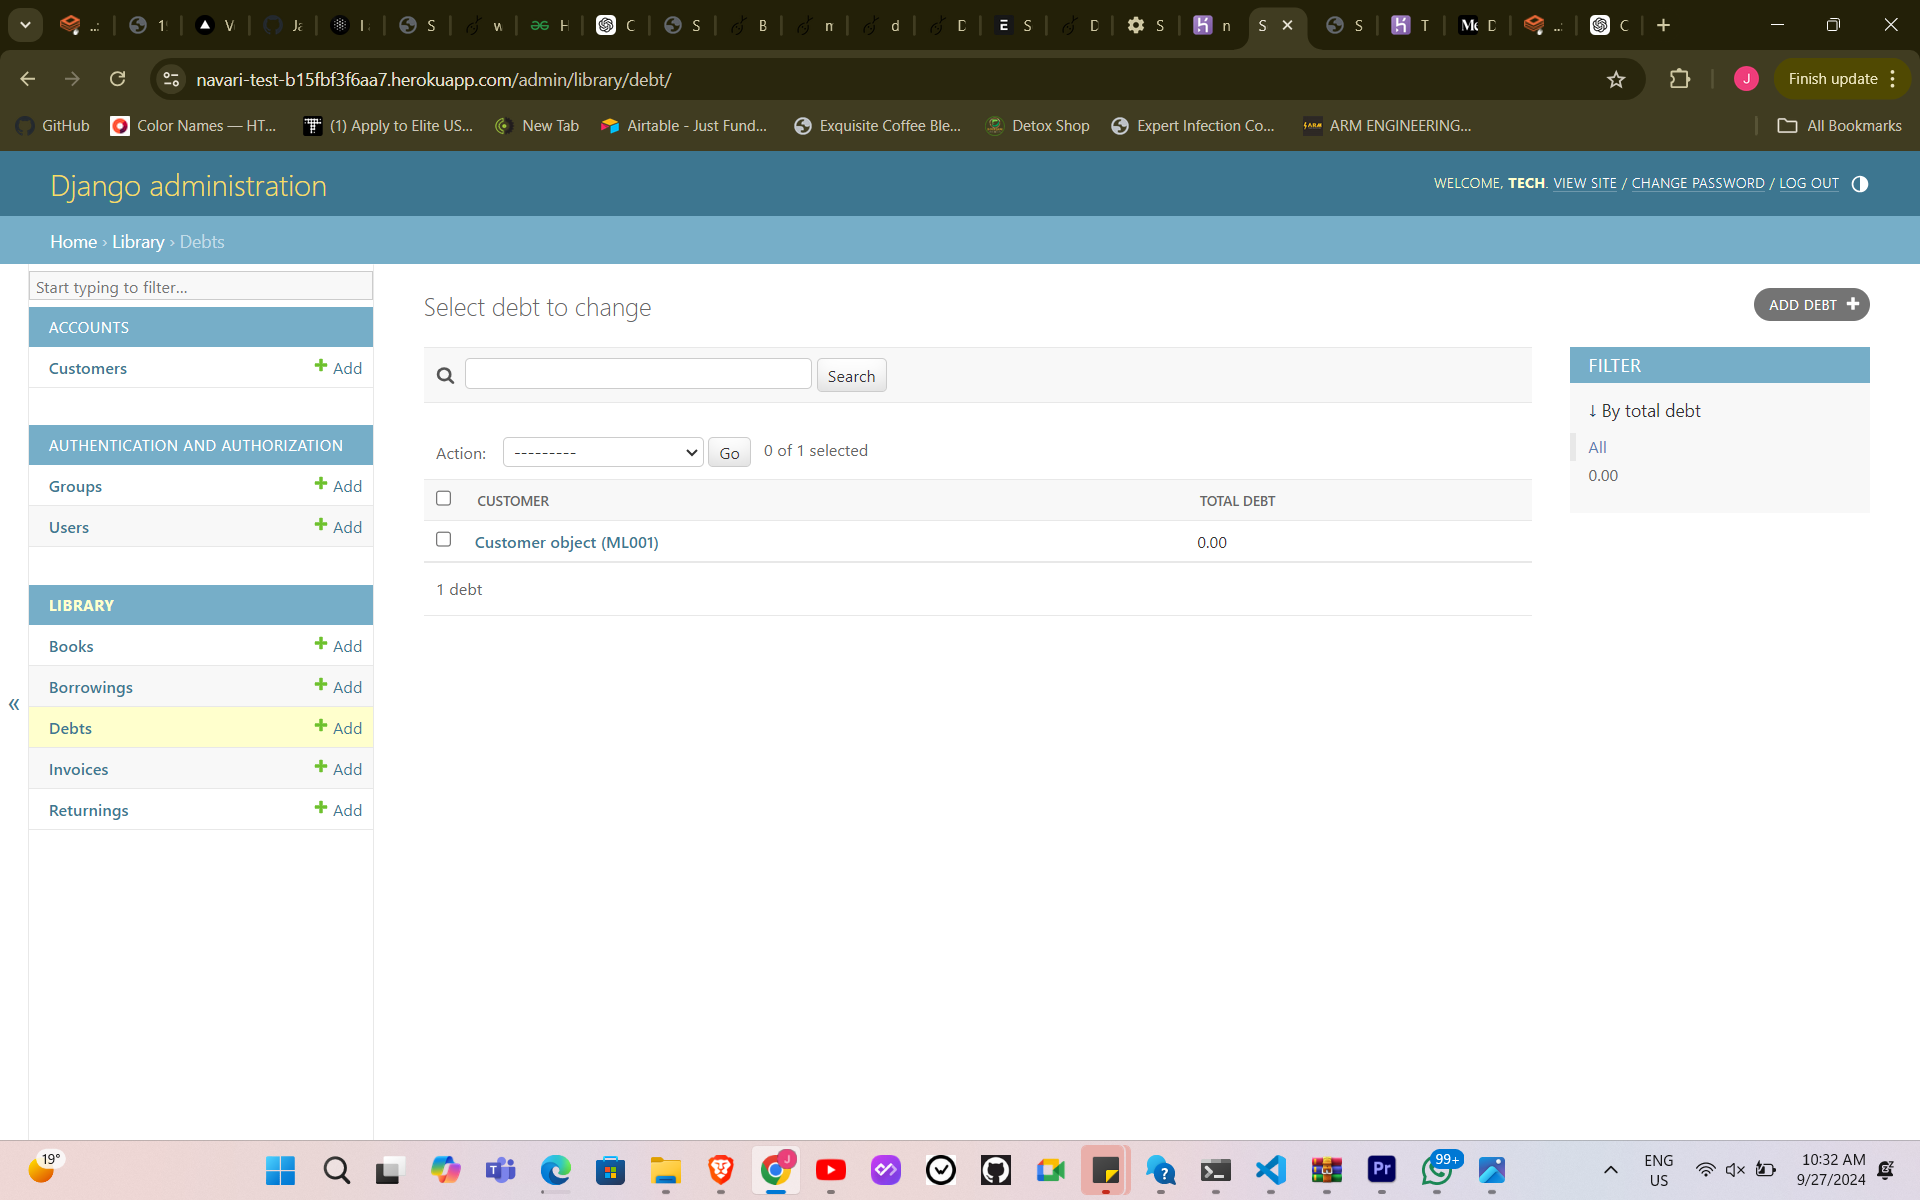 navari-test-b15fbf3f6aa7.herokuapp.com/admin/library/debt/
Finish update
GitHub
Color Names — HT...
(1) Apply to Elite US...
New Tab
Airtable - Just Fund...
Exquisite Coffee Ble...
Detox Shop
Expert Infection Co...
ARM ENGINEERING...
All Bookmarks
Django administration
WELCOME, TECH. VIEW SITE / CHANGE PASSWORD / LOG OUT
Home › Library › Debts
Start typing to filter...
ACCOUNTS
Customers Add
AUTHENTICATION AND AUTHORIZATION
Groups Add
Users Add
LIBRARY
Books Add
Borrowings Add
Debts Add
Invoices Add
Returnings Add
«
Select debt to change
ADD DEBT
Search
Action: --------- Go 0 of 1 selected
CUSTOMER TOTAL DEBT
Customer object (ML001) 0.00
1 debt
FILTER
↓ By total debt
All
0.00
19°
99+
ENG
US
10:32 AM
9/27/2024